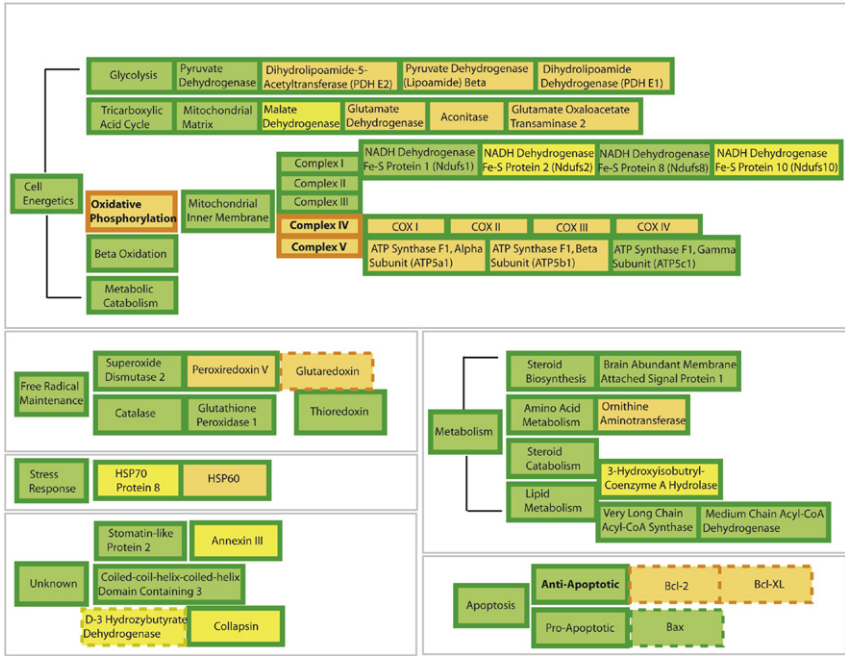 Glycolysis
Pyruvate
Dehydrogenase
Dihydrolipoamide-5-
Acetyltransferase (PDH E2)
Pyruvate Dehydrogenase
(Lipoamide) Beta
Dihydrolipoamide
Dehydrogenase (PDH E1)
Tricarboxylic
Acid Cycle
Mitochondrial
Matrix
Malate
Dehydrogenase
Glutamate
Dehydrogenase
Aconitase
Glutamate Oxaloacetate
Transaminase 2
Cell
Energetics
Oxidative
Phosphorylation
Mitochondrial
Inner Membrane
Complex I
NADH Dehydrogenase
Fe-S Protein 1 (Ndufs1)
NADH Dehydrogenase
Fe-S Protein 2 (Ndufs2)
NADH Dehydrogenase
Fe-S Protein 8 (Ndufs8)
NADH Dehydrogenase
Fe-S Protein 10 (Ndufs10)
Complex II
Complex III
Complex IV
COX I
COX II
COX III
COX IV
Complex V
ATP Synthase F1, Alpha
Subunit (ATP5a1)
ATP Synthase F1, Beta
Subunit (ATP5b1)
ATP Synthase F1, Gamma
Subunit (ATP5c1)
Beta Oxidation
Metabolic
Catabolism
Free Radical
Maintenance
Superoxide
Dismutase 2
Peroxiredoxin V
Glutaredoxin
Catalase
Glutathione
Peroxidase 1
Thioredoxin
Stress
Response
HSP70
Protein 8
HSP60
Unknown
Stomatin-like
Protein 2
Annexin III
Coiled-coil-helix-coiled-helix
Domain Containing 3
D-3 Hydrozybutyrate
Dehydrogenase
Collapsin
Metabolism
Steroid
Biosynthesis
Brain Abundant Membrane
Attached Signal Protein 1
Amino Acid
Metabolism
Ornithine
Aminotransferase
Steroid
Catabolism
3-Hydroxyisobutryl-
Coenzyme A Hydrolase
Lipid
Metabolism
Very Long Chain
Acyl-CoA Synthase
Medium Chain Acyl-CoA
Dehydrogenase
Apoptosis
Anti-Apoptotic
Bcl-2
Bcl-XL
Pro-Apoptotic
Bax